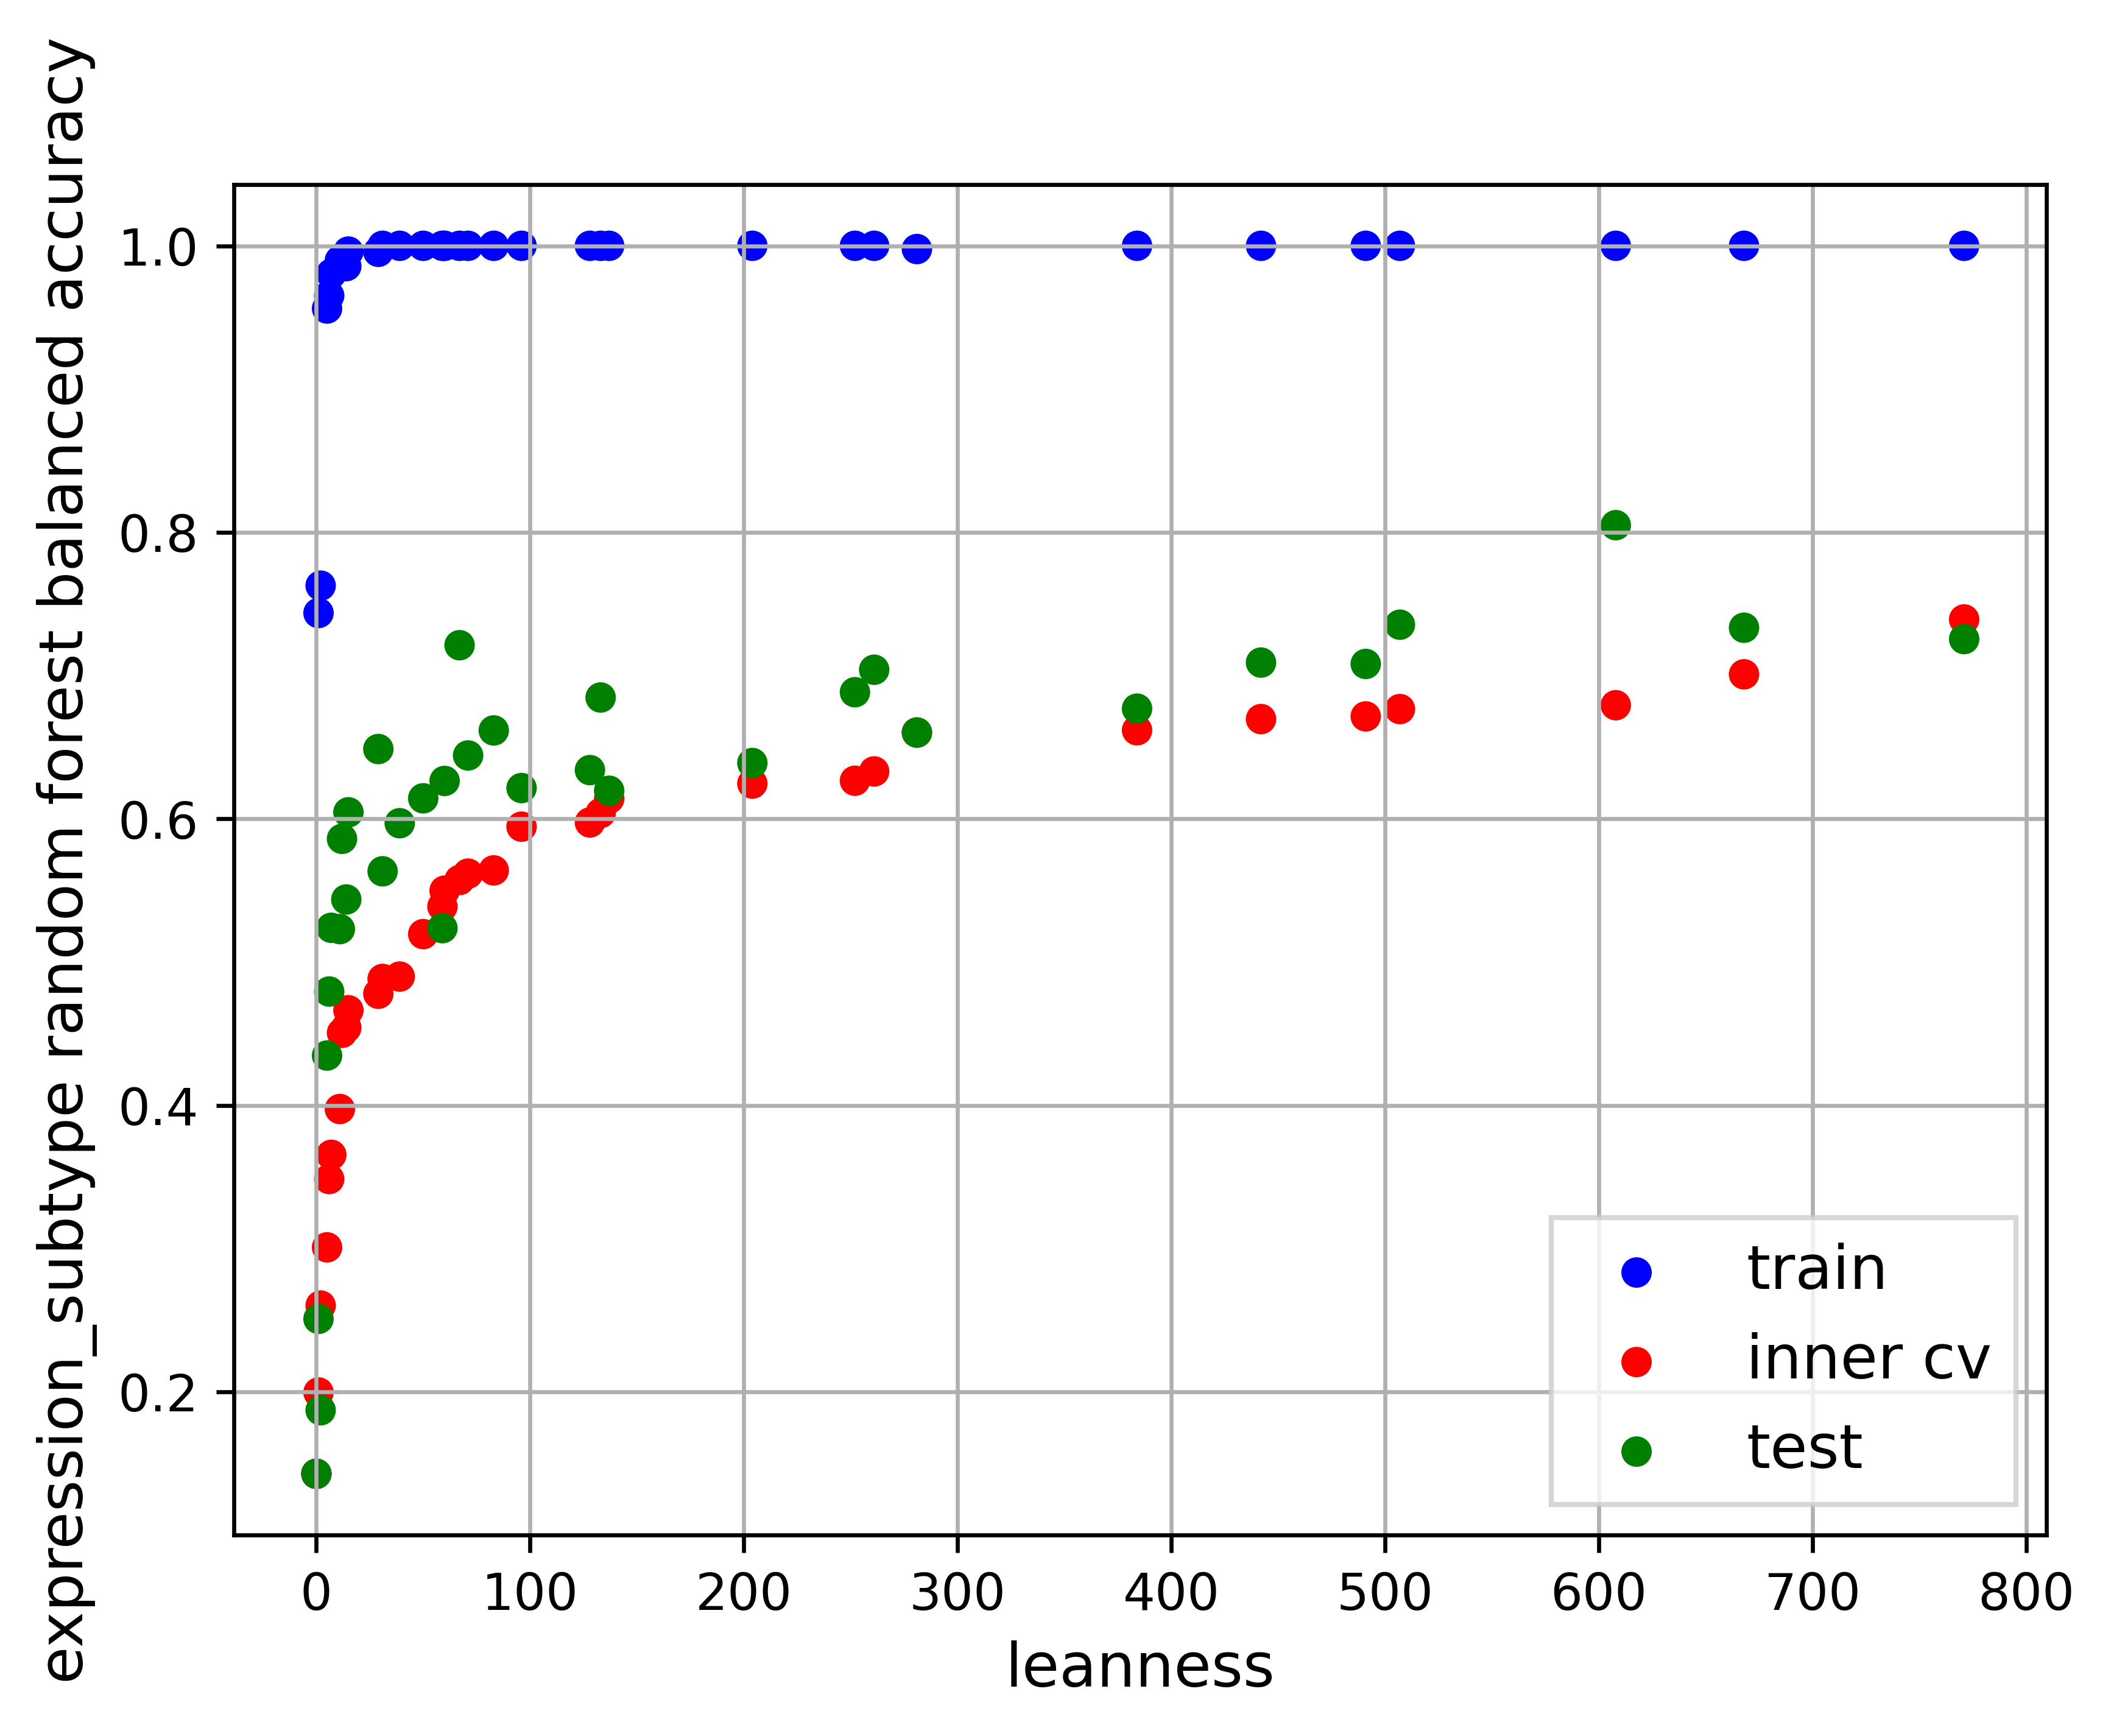 expression_subtype random forest balanced accuracy
1.0
0.8
0.6
0.4
0.2
0 100 200 300 400 500 600 700 800
leanness
train
inner cv
test